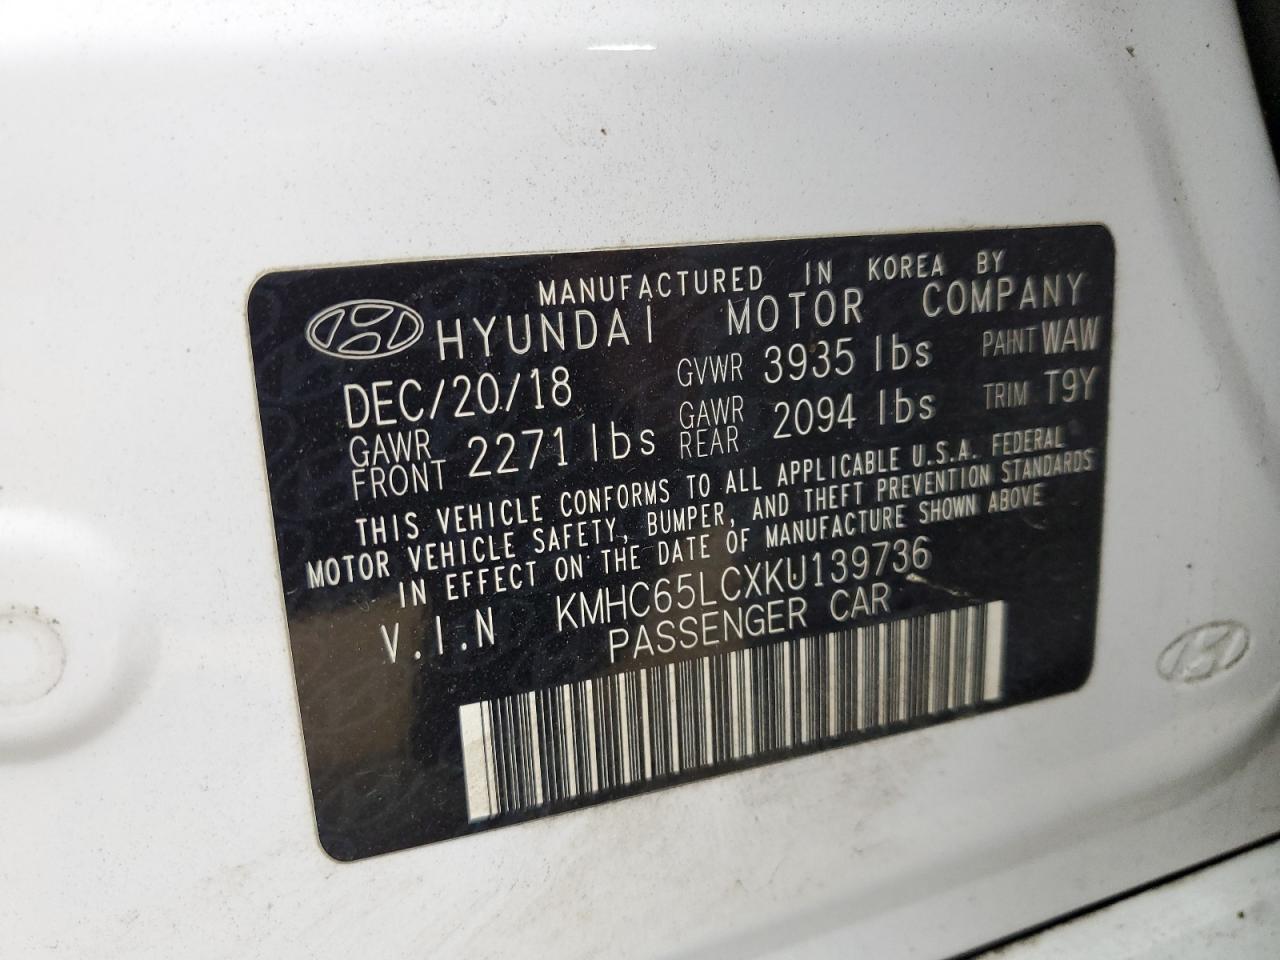 MANUFACTURED IN KOREA BY
HYUNDAI MOTOR COMPANY
DEC/20/18 GVWR 3935 lbs PAINT WAW
GAWR FRONT 2271 lbs GAWR REAR 2094 lbs TRIM T9Y
THIS VEHICLE CONFORMS TO ALL APPLICABLE U.S.A. FEDERAL
MOTOR VEHICLE SAFETY, BUMPER, AND THEFT PREVENTION STANDARDS
IN EFFECT ON THE DATE OF MANUFACTURE SHOWN ABOVE
V.I.N KMHC65LCXKU139736
PASSENGER CAR